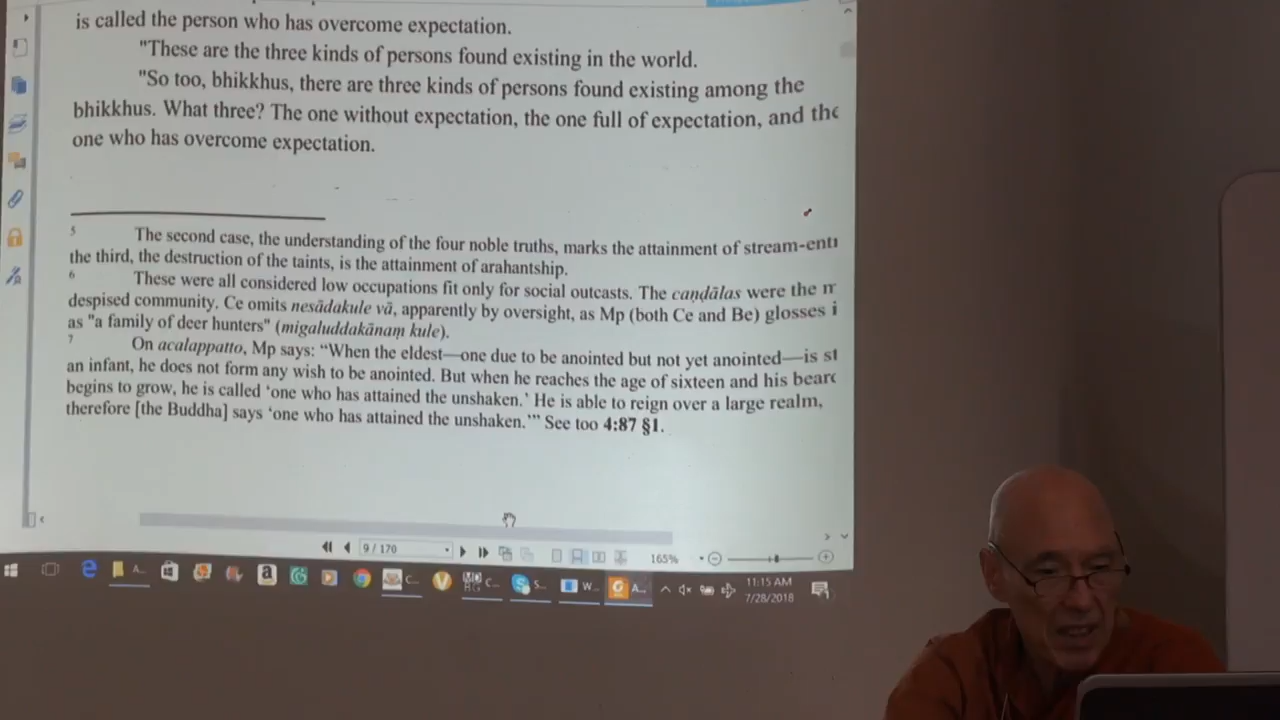 is called the person who has overcome expectation.
"These are the three kinds of persons found existing in the world.
"So too, bhikkhus, there are three kinds of persons found existing among the
bhikkhus. What three? The one without expectation, the one full of expectation, and the
one who has overcome expectation.
5 The second case, the understanding of the four noble truths, marks the attainment of stream-ent
the third, the destruction of the taints, is the attainment of arahantship.
6 These were all considered low occupations fit only for social outcasts. The caṇḍālas were the m
despised community. Ce omits nesādakule vā, apparently by oversight, as Mp (both Ce and Be) glosses i
as "a family of deer hunters" (migaluddakānaṃ kule).
7 On acalappatto, Mp says: “When the eldest—one due to be anointed but not yet anointed—is st
an infant, he does not form any wish to be anointed. But when he reaches the age of sixteen and his beard
begins to grow, he is called ‘one who has attained the unshaken.’ He is able to reign over a large realm,
therefore [the Buddha] says ‘one who has attained the unshaken.’” See too 4:87 §1.
9 / 170
165%
A...
C...
C...
S...
W...
A...
11:15 AM
7/28/2018